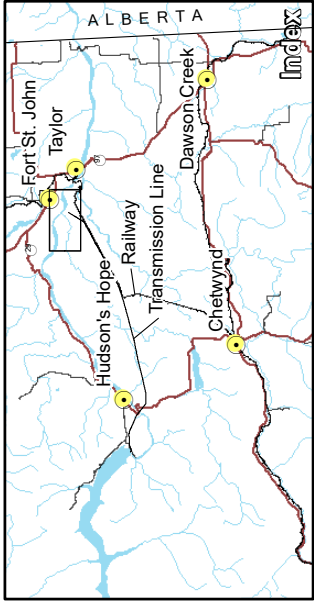 ALBERTA
Fort St. John
Taylor
Dawson Creek
Index
Hudson's Hope
Railway
Transmission Line
Chetwynd